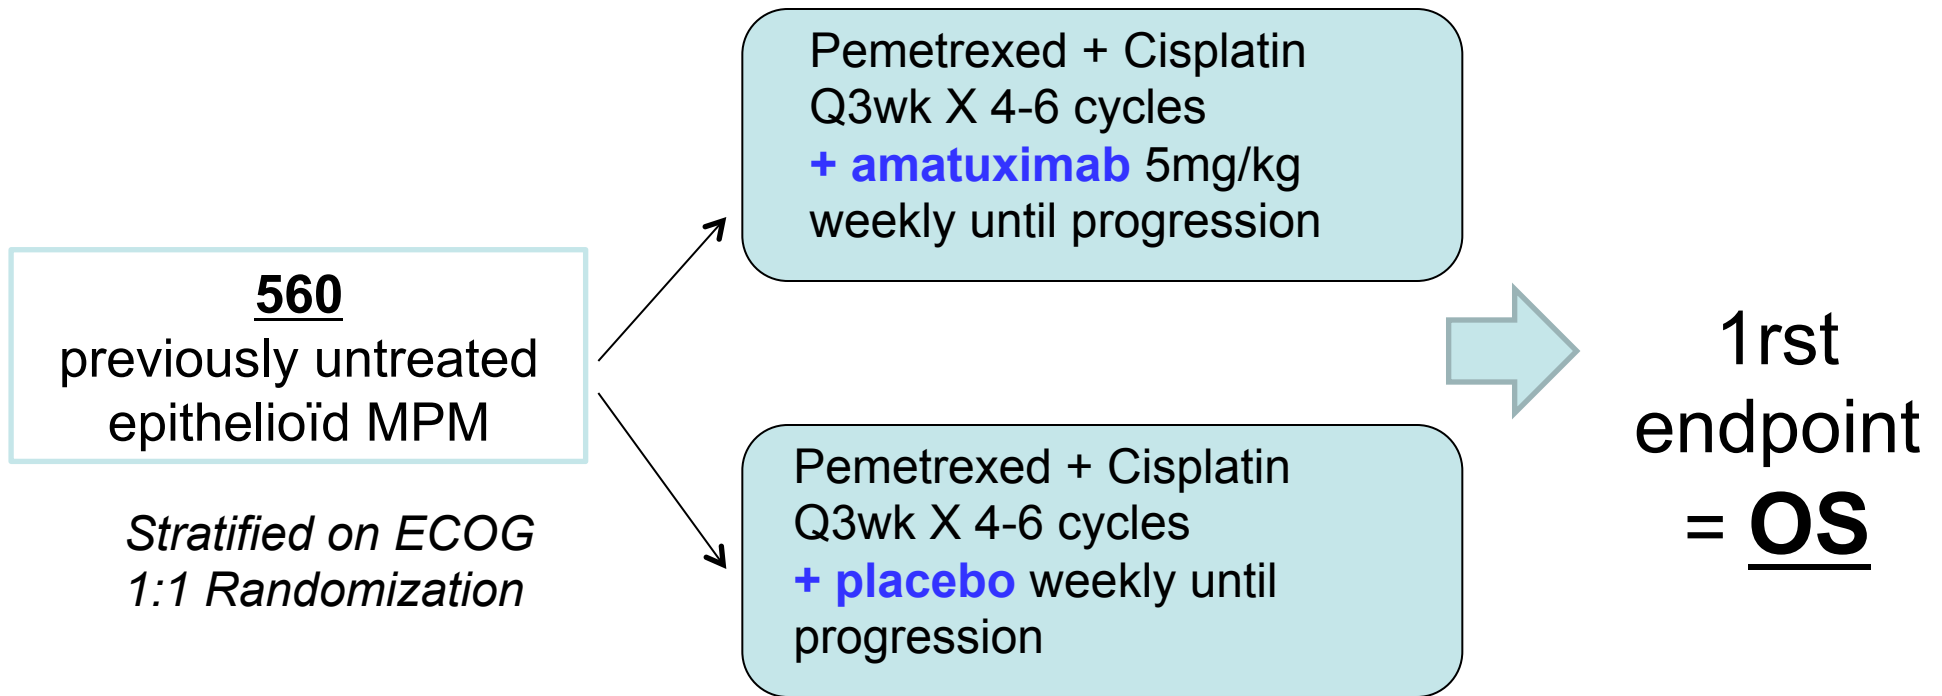 560
previously untreated
epithelioïd MPM
Stratified on ECOG
1:1 Randomization
Pemetrexed + Cisplatin
Q3wk X 4-6 cycles
+ amatuximab 5mg/kg
weekly until progression
Pemetrexed + Cisplatin
Q3wk X 4-6 cycles
+ placebo weekly until
progression
1rst
endpoint
= OS